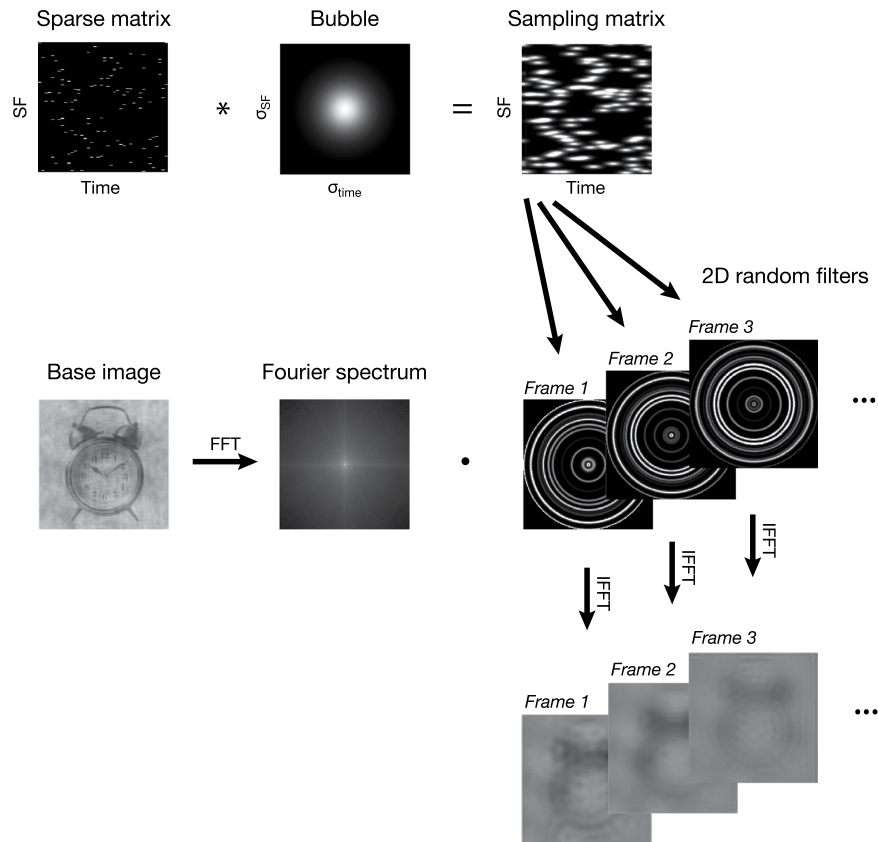 Sparse matrix
Bubble
Sampling matrix
SF
*
σSF
=
SF
Time
σtime
Time
2D random filters
Frame 3
Frame 2
Frame 1
...
Base image
Fourier spectrum
FFT
•
IFFT
IFFT
IFFT
Frame 3
Frame 2
Frame 1
...